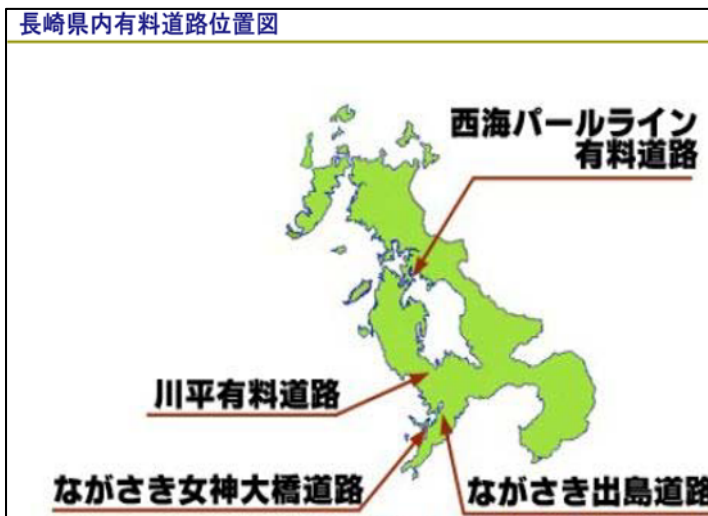 長崎県内有料道路位置図
西海パールライン
有料道路
川平有料道路
ながさき女神大橋道路
ながさき出島道路